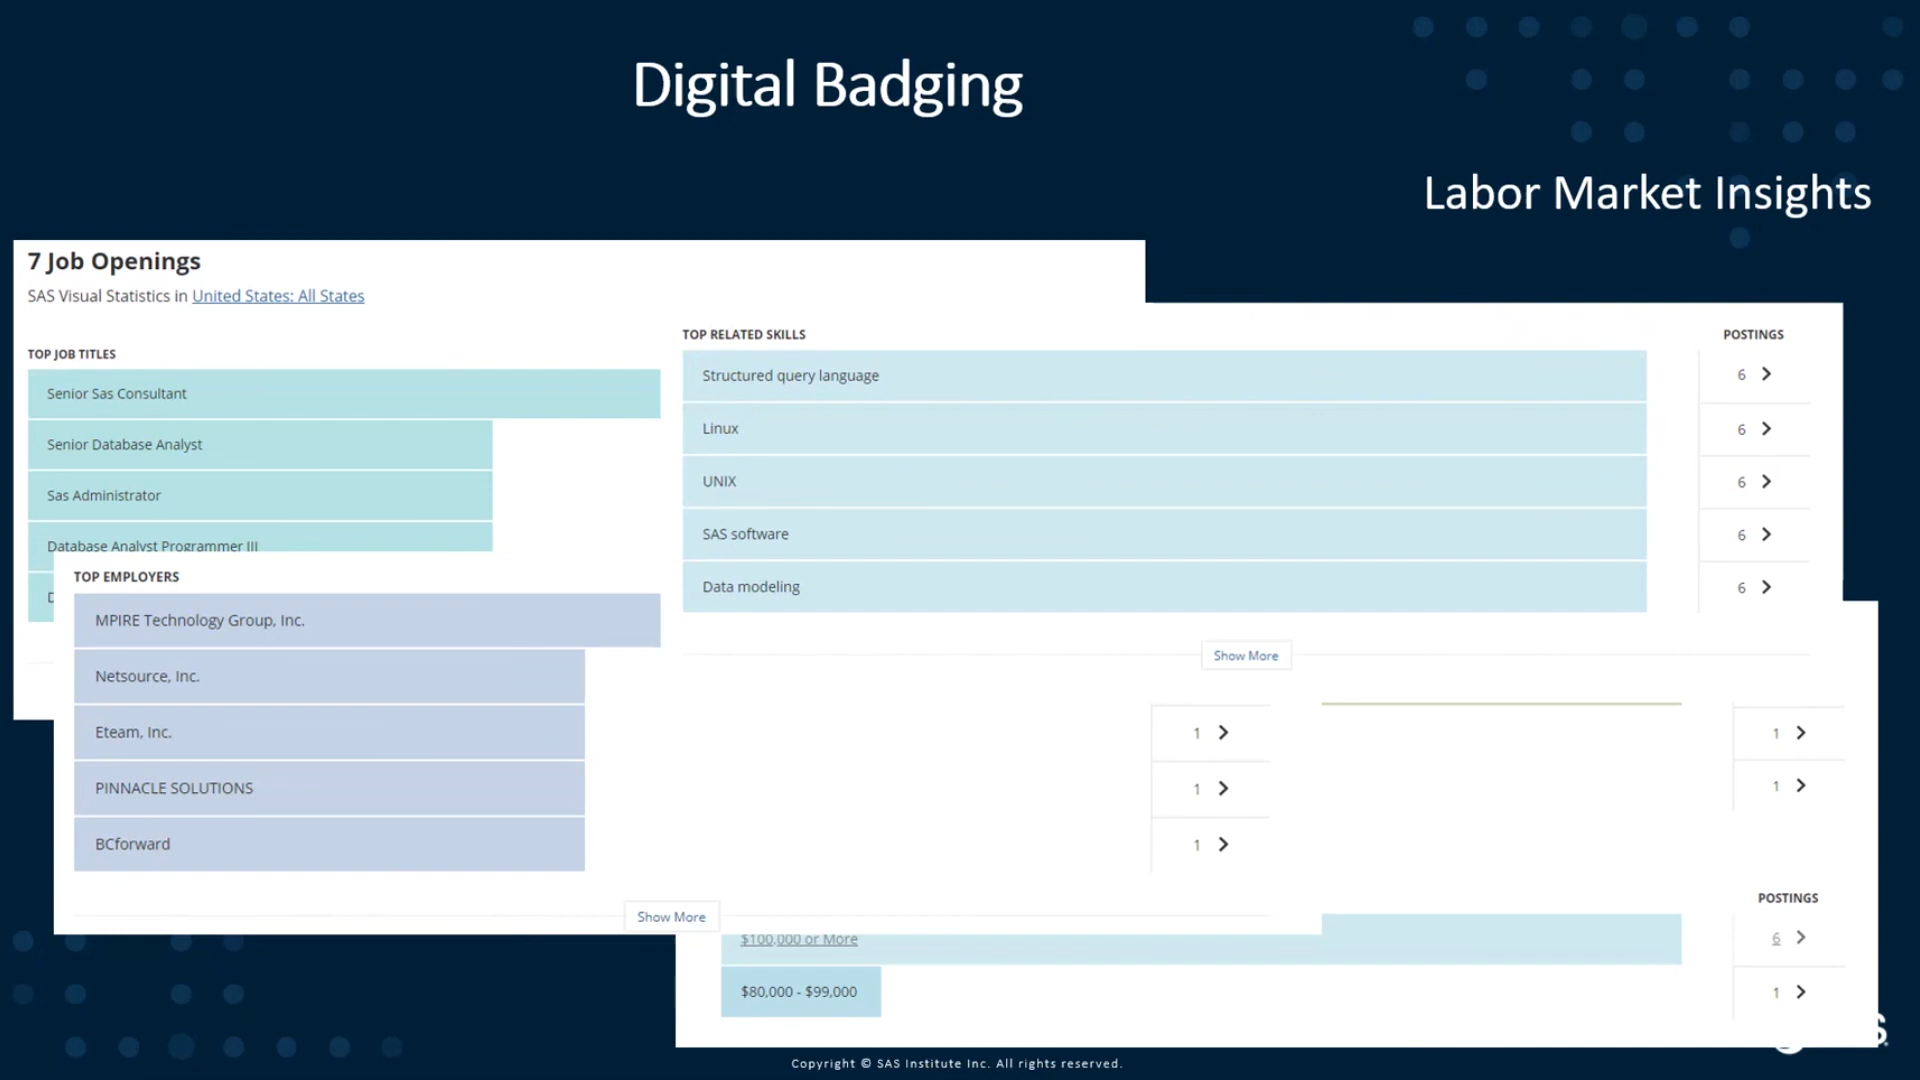 Digital Badging
Labor Market Insights
7 Job Openings
SAS Visual Statistics in United States: All States
TOP JOB TITLES
Senior Sas Consultant
Senior Database Analyst
Sas Administrator
Database Analyst Programmer III
D
TOP RELATED SKILLS
POSTINGS
Structured query language
6
Linux
6
UNIX
6
SAS software
6
Data modeling
6
Show More
TOP EMPLOYERS
MPIRE Technology Group, Inc.
Netsource, Inc.
Eteam, Inc.
PINNACLE SOLUTIONS
BCforward
1
1
1
Show More
1
1
POSTINGS
$100,000 or More
6
$80,000 - $99,000
1
S
Copyright © SAS Institute Inc. All rights reserved.